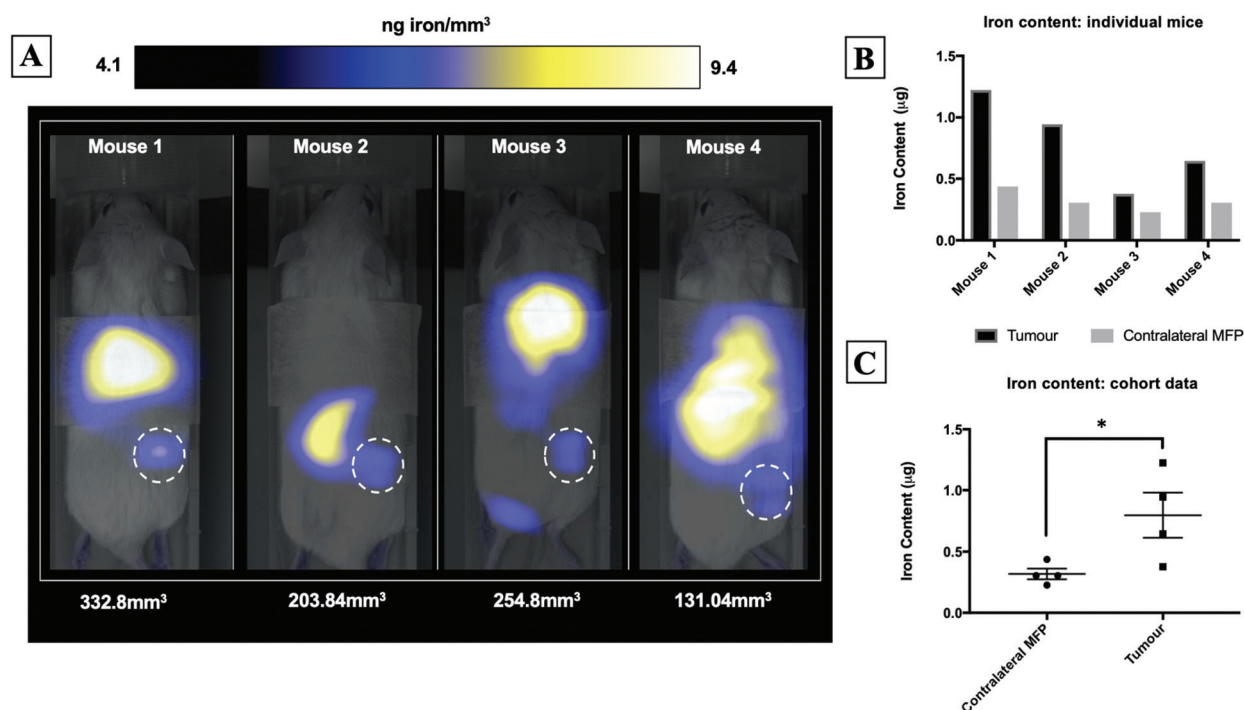 A
ng iron/mm³
4.1
9.4
Mouse 1
Mouse 2
Mouse 3
Mouse 4
332.8mm³
203.84mm³
254.8mm³
131.04mm³
B
Iron content: individual mice
Iron Content (μg)
1.5
1.0
0.5
0.0
Mouse 1
Mouse 2
Mouse 3
Mouse 4
Tumour
Contralateral MFP
C
Iron content: cohort data
Iron Content (μg)
1.5
1.0
0.5
0.0
*
Contralateral MFP
Tumour